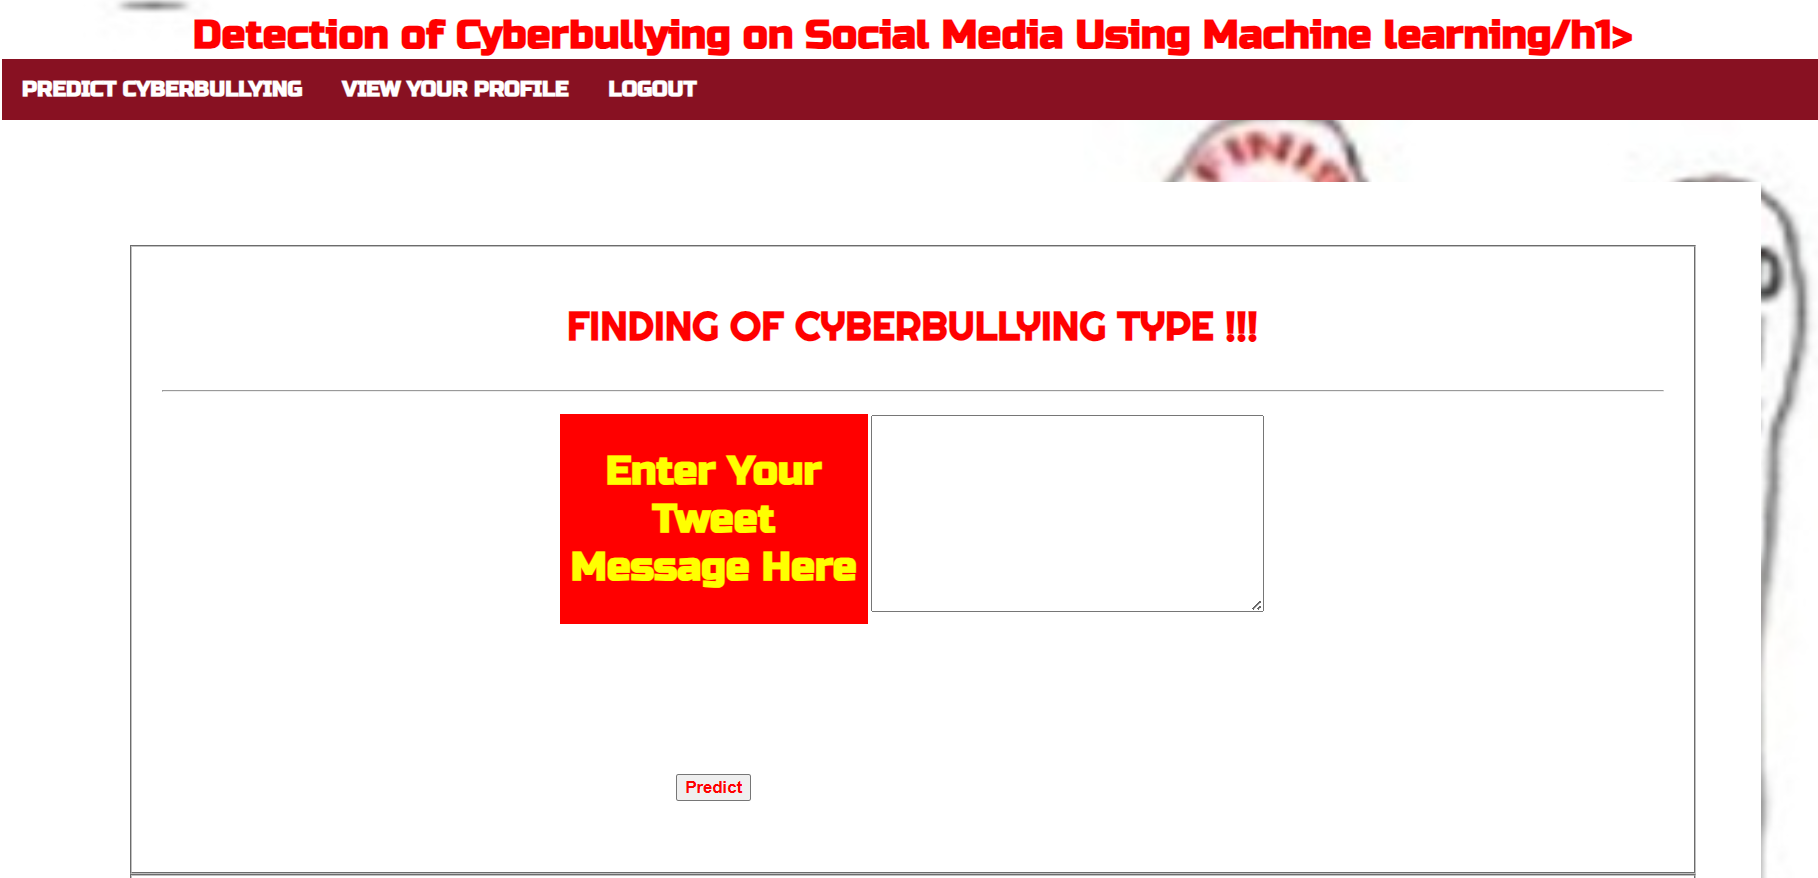 Detection of Cyberbullying on Social Media Using Machine learning/h1>
PREDICT CYBERBULLYING VIEW YOUR PROFILE LOGOUT
FINDING OF CYBERBULLYING TYPE !!!
Enter Your
Tweet
Message Here
Predict